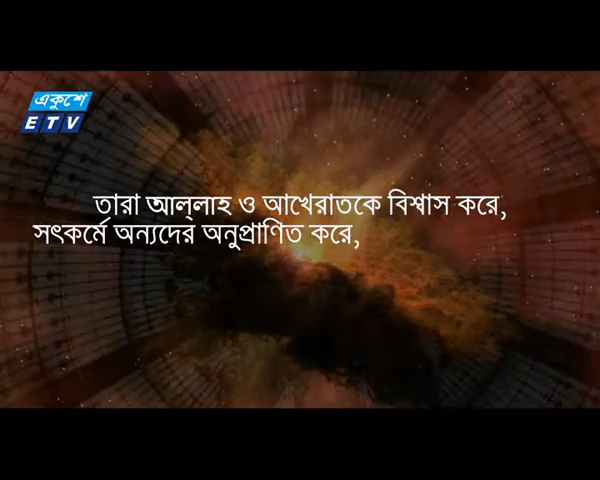 একুশে
ETV
তারা আল্লাহ ও আখেরাতকে বিশ্বাস করে,
সৎকর্মে অন্যদের অনুপ্রাণিত করে,